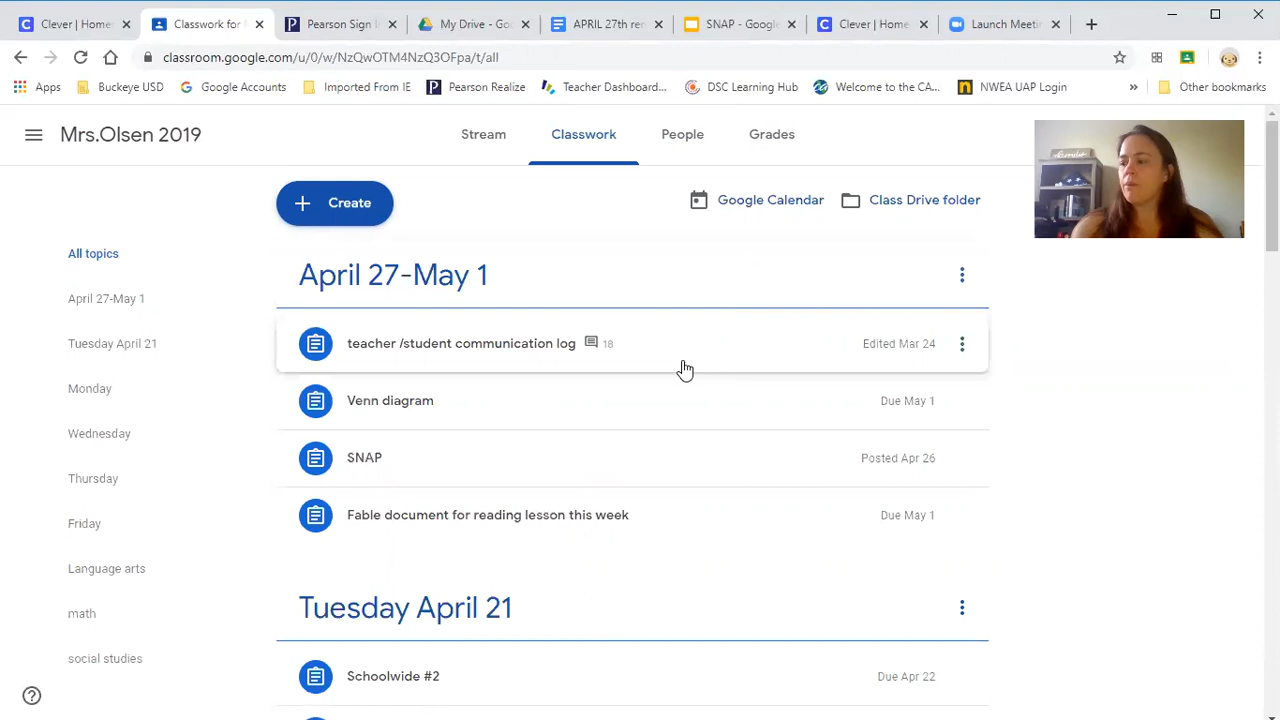 Clever | Home
Classwork for M
Pearson Sign I
My Drive - Go
APRIL 27th re
SNAP - Google
Clever | Home
Launch Meeti
classroom.google.com/u/0/w/NzQwOTM4NzQ3OFpa/t/all
Apps
Buckeye USD
Google Accounts
Imported From IE
Pearson Realize
Teacher Dashboard...
DSC Learning Hub
Welcome to the CA...
NWEA UAP Login
»
Other bookmarks
Mrs.Olsen 2019
Stream
Classwork
People
Grades
Create
Google Calendar
Class Drive folder
All topics
April 27-May 1
Tuesday April 21
Monday
Wednesday
Thursday
Friday
Language arts
math
social studies
April 27-May 1
teacher /student communication log 18 Edited Mar 24
Venn diagram Due May 1
SNAP Posted Apr 26
Fable document for reading lesson this week Due May 1
Tuesday April 21
Schoolwide #2 Due Apr 22